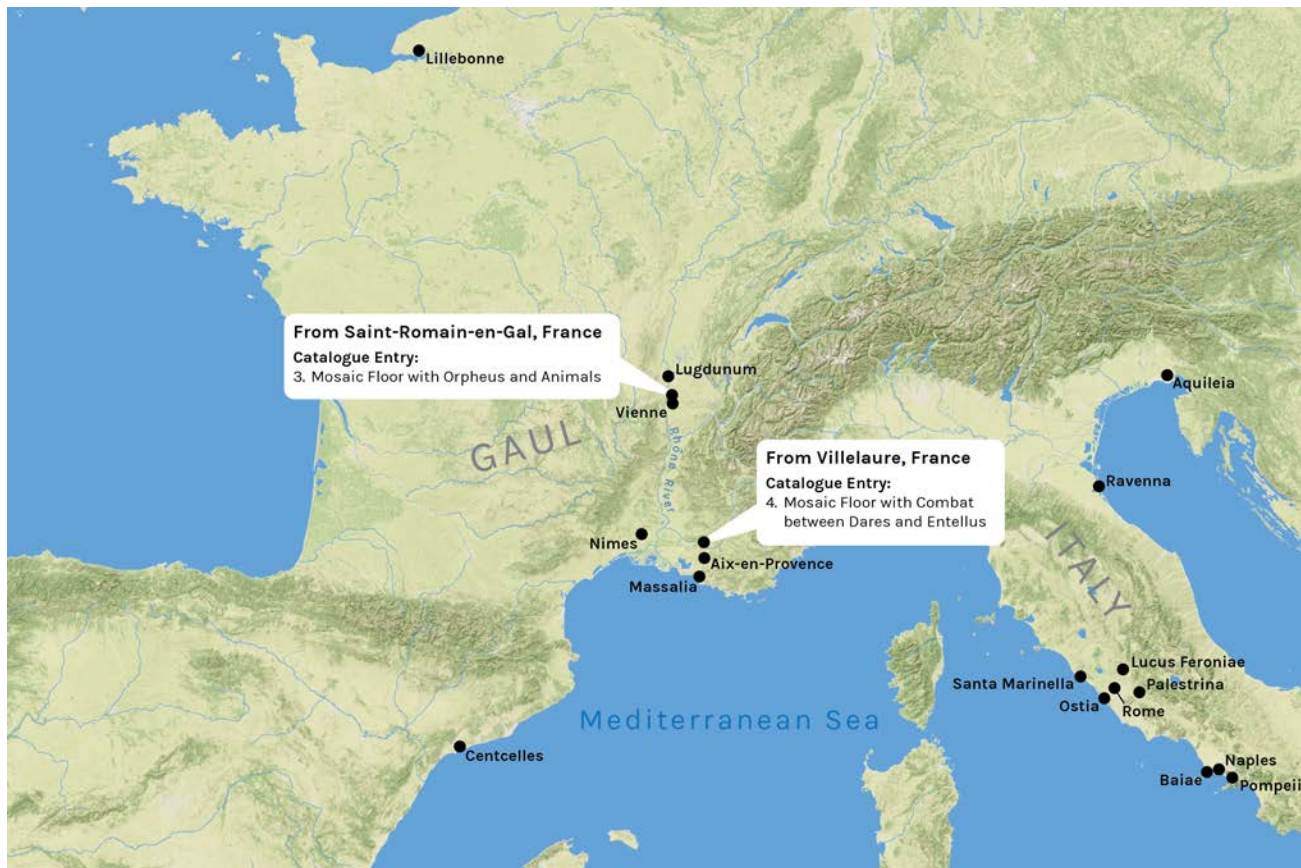 Lillebonne
From Saint-Romain-en-Gal, France
Catalogue Entry:
3. Mosaic Floor with Orpheus and Animals
Lugdunum
Aquileia
Vienne
GAUL
Rhône River
From Villelaure, France
Catalogue Entry:
4. Mosaic Floor with Combat
between Dares and Entellus
Ravenna
Nimes
ITALY
Aix-en-Provence
Massalia
Lucus Feroniae
Santa Marinella
Palestrina
Ostia
Rome
Mediterranean Sea
Centcelles
Naples
Baiae
Pompeii